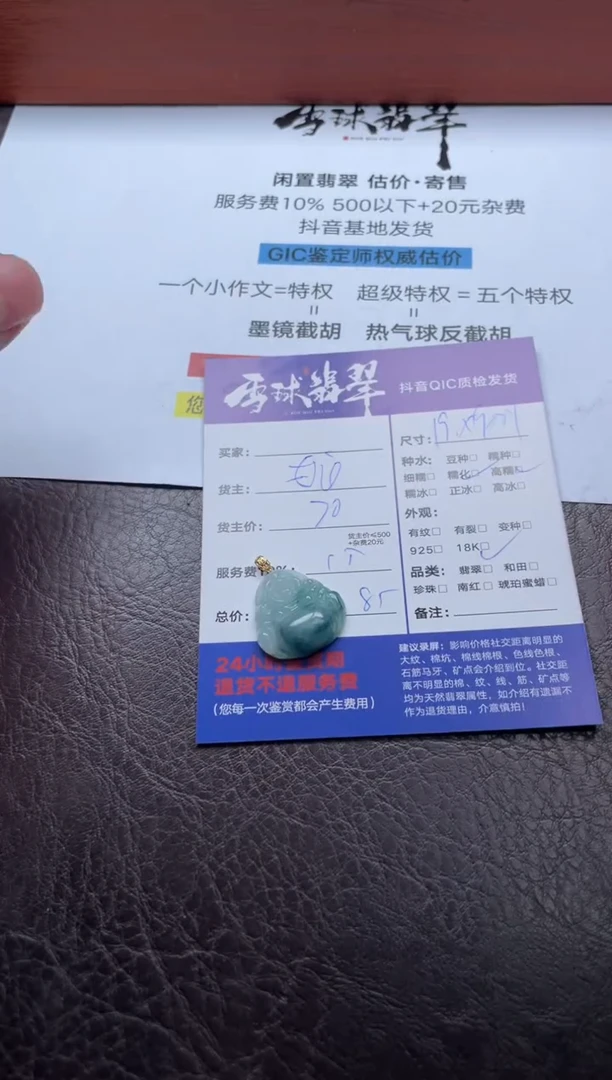 雪球翡翠
闲置翡翠 估价·寄售
服务费10% 500以下+20元杂费
抖音基地发货
GIC鉴定师权威估价
一个小作文=特权 超级特权=五个特权
墨镜截胡 热气球反截胡
您
雪球翡翠
抖音QIC质检发货
买家:
货主:
货主价: 70
货主价≤500
+杂费20元
服务费 %:
总价: 85
24小
退货不退服务费
(您每一次鉴赏都会产生费用)
尺寸:
种水: 豆种□ 糯种□
细糯□ 糯化□ 高糯□
糯冰□ 正冰□ 高冰□
外观:
有纹□ 有裂□ 变种□
925□ 18K□
品类: 翡翠□ 和田□
珍珠□ 南红□ 琥珀蜜蜡□
备注:
建议录屏: 影响价格社交距离明显的
大纹、棉坑、棉线棉根、色线色根、
石筋马牙、矿点会介绍到位。社交距
离不明显的棉、纹、线、筋、矿点等
均为天然翡翠属性,如介绍有遗漏不
作为退货理由,介意慎拍!